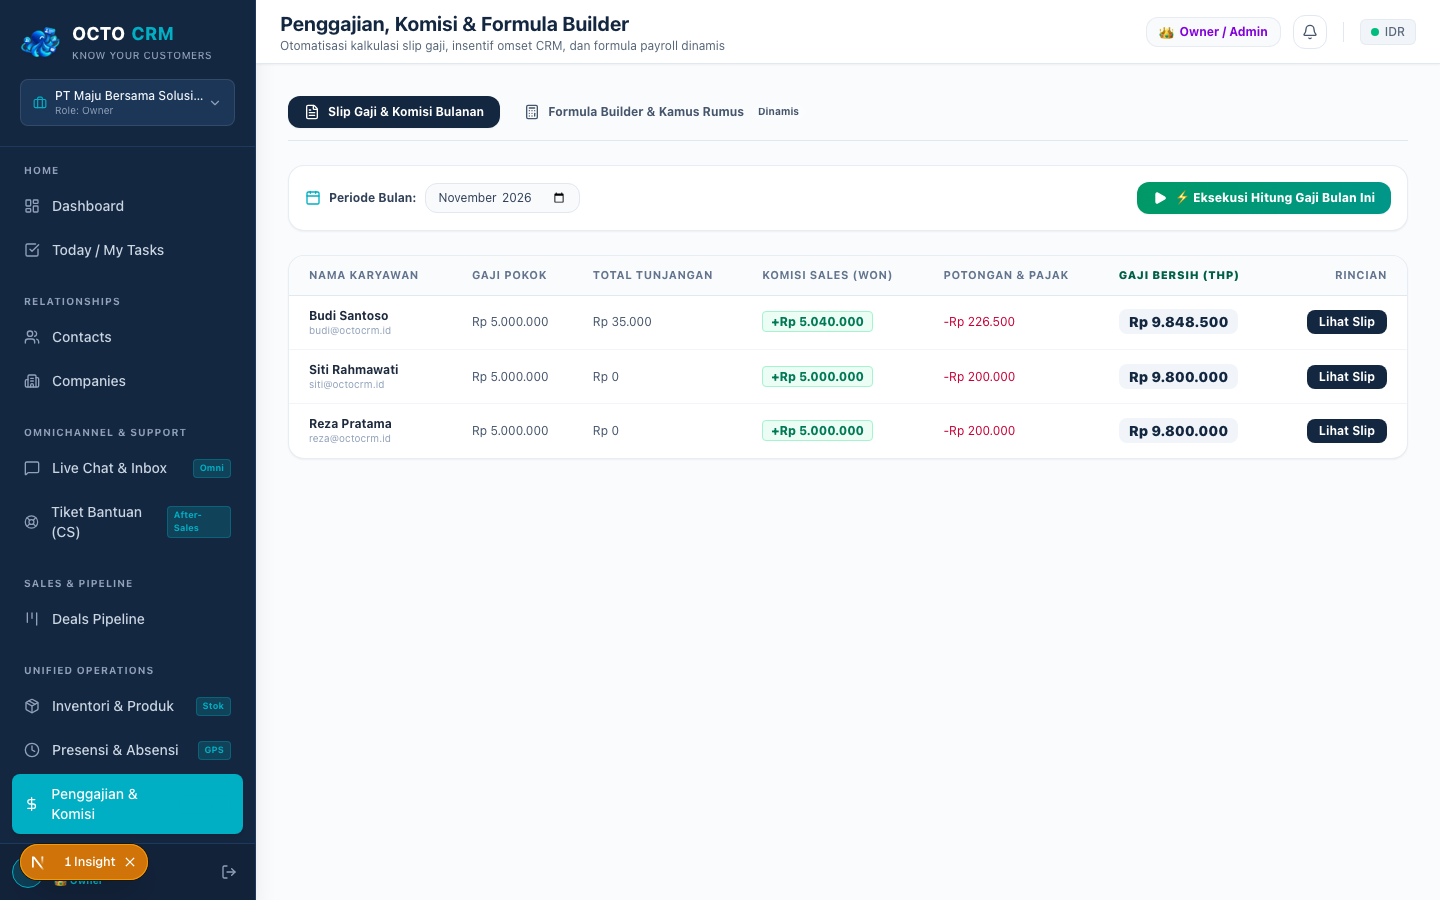 OCTO CRM
KNOW YOUR CUSTOMERS
PT Maju Bersama Solusi...
Role: Owner
HOME
Dashboard
Today / My Tasks
RELATIONSHIPS
Contacts
Companies
OMNICHANNEL & SUPPORT
Live Chat & Inbox
Omni
Tiket Bantuan
(CS)
After-
Sales
SALES & PIPELINE
Deals Pipeline
UNIFIED OPERATIONS
Inventori & Produk
Stok
Presensi & Absensi
GPS
Penggajian &
Komisi
1 Insight
Owner
Penggajian, Komisi & Formula Builder
Otomatisasi kalkulasi slip gaji, insentif omset CRM, dan formula payroll dinamis
Owner / Admin
IDR
Slip Gaji & Komisi Bulanan
Formula Builder & Kamus Rumus
Dinamis
Periode Bulan:
November 2026
Eksekusi Hitung Gaji Bulan Ini
NAMA KARYAWAN GAJI POKOK TOTAL TUNJANGAN KOMISI SALES (WON) POTONGAN & PAJAK GAJI BERSIH (THP) RINCIAN
Budi Santoso
budi@octocrm.id
Rp 5.000.000 Rp 35.000 +Rp 5.040.000 -Rp 226.500 Rp 9.848.500 Lihat Slip
Siti Rahmawati
siti@octocrm.id
Rp 5.000.000 Rp 0 +Rp 5.000.000 -Rp 200.000 Rp 9.800.000 Lihat Slip
Reza Pratama
reza@octocrm.id
Rp 5.000.000 Rp 0 +Rp 5.000.000 -Rp 200.000 Rp 9.800.000 Lihat Slip